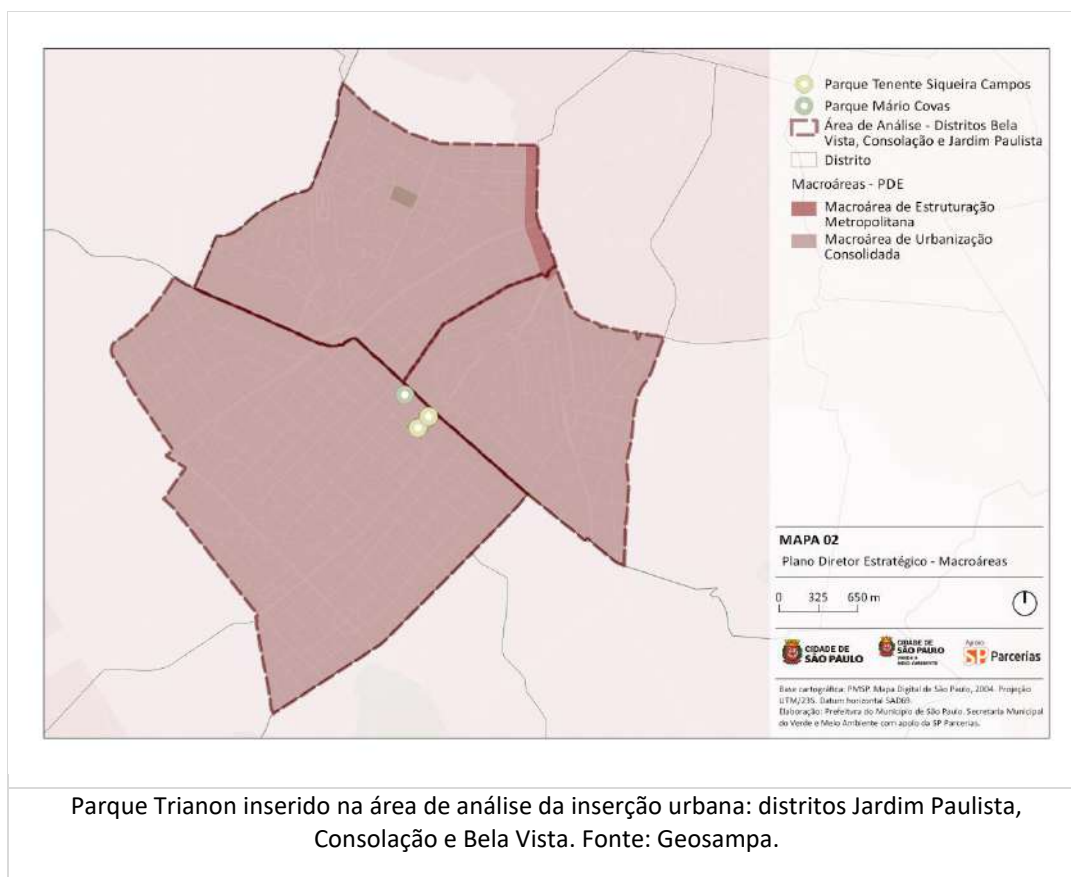 Parque Tenente Siqueira Campos
Parque Mário Covas
Área de Análise - Distritos Bela
Vista, Consolação e Jardim Paulista
Distrito
Macroáreas - PDE
Macroárea de Estruturação
Metropolitana
Macroárea de Urbanização
Consolidada
MAPA 02
Plano Diretor Estratégico - Macroáreas
0 325 650 m
CIDADE DE
SÃO PAULO
CIDADE DE
SÃO PAULO
VERDE E
MEIO AMBIENTE
Apoio
SP Parcerias
Base cartográfica: PMSP. Mapa Digital de São Paulo, 2004. Projeção
UTM/23S. Datum horizontal SAD69.
Elaboração: Prefeitura do Município de São Paulo. Secretaria Municipal
do Verde e Meio Ambiente com apoio da SP Parcerias.
Parque Trianon inserido na área de análise da inserção urbana: distritos Jardim Paulista,
Consolação e Bela Vista. Fonte: Geosampa.